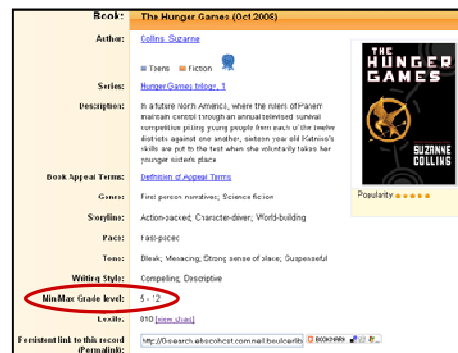 Book: The Hunger Games (Oct 2008)
Author: Collins, Suzanne
Teens Fiction
Series: Hunger Games trilogy, 1
Description: In a future North America, where the rulers of Panem
maintain control through an annual televised survival
competition pitting young people from each of the twelve
districts against one another, sixteen year old Katniss's
skills are put to the test when she voluntarily takes her
younger sister's place
Book Appeal Terms: Definition of Appeal Terms
Genre: First person narratives; Science fiction
Storyline: Action-packed; Character-driven; World-building
Pace: Fast-paced
Tone: Bleak; Menacing; Strong sense of place; Suspenseful
Writing Style: Compelling; Descriptive
Min/Max Grade level: 5 - 12
Lexile: 810 [view chart]
Persistent link to this record
(Permalink):
BOOKMARK
THE
HUNGER
GAMES
SUZANNE
COLLINS
Popularity